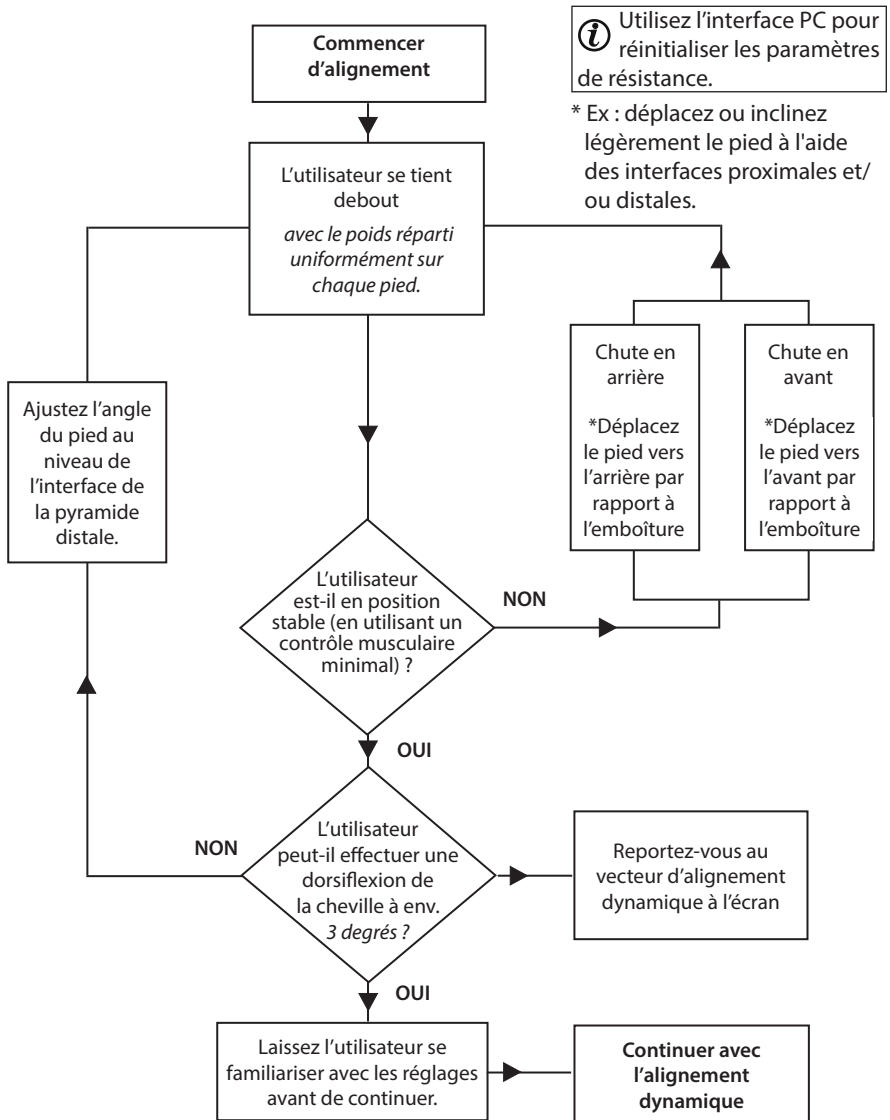 Commencer
d’alignement
Utilisez l’interface PC pour
réinitialiser les paramètres
de résistance.
* Ex : déplacez ou inclinez
légèrement le pied à l'aide
des interfaces proximales et/
ou distales.
L’utilisateur se tient
debout
avec le poids réparti
uniformément sur
chaque pied.
Ajustez l’angle
du pied au
niveau de
l’interface de
la pyramide
distale.
Chute en
arrière
*Déplacez
le pied vers
l’arrière par
rapport à
l’emboîture
Chute en
avant
*Déplacez
le pied vers
l’avant par
rapport à
l’emboîture
L’utilisateur
est-il en position
stable (en utilisant un
contrôle musculaire
minimal) ?
NON
OUI
NON
L’utilisateur
peut-il effectuer une
dorsiflexion de
la cheville à env.
3 degrés ?
Reportez-vous au
vecteur d’alignement
dynamique à l’écran
OUI
Laissez l’utilisateur se
familiariser avec les réglages
avant de continuer.
Continuer avec
l’alignement
dynamique